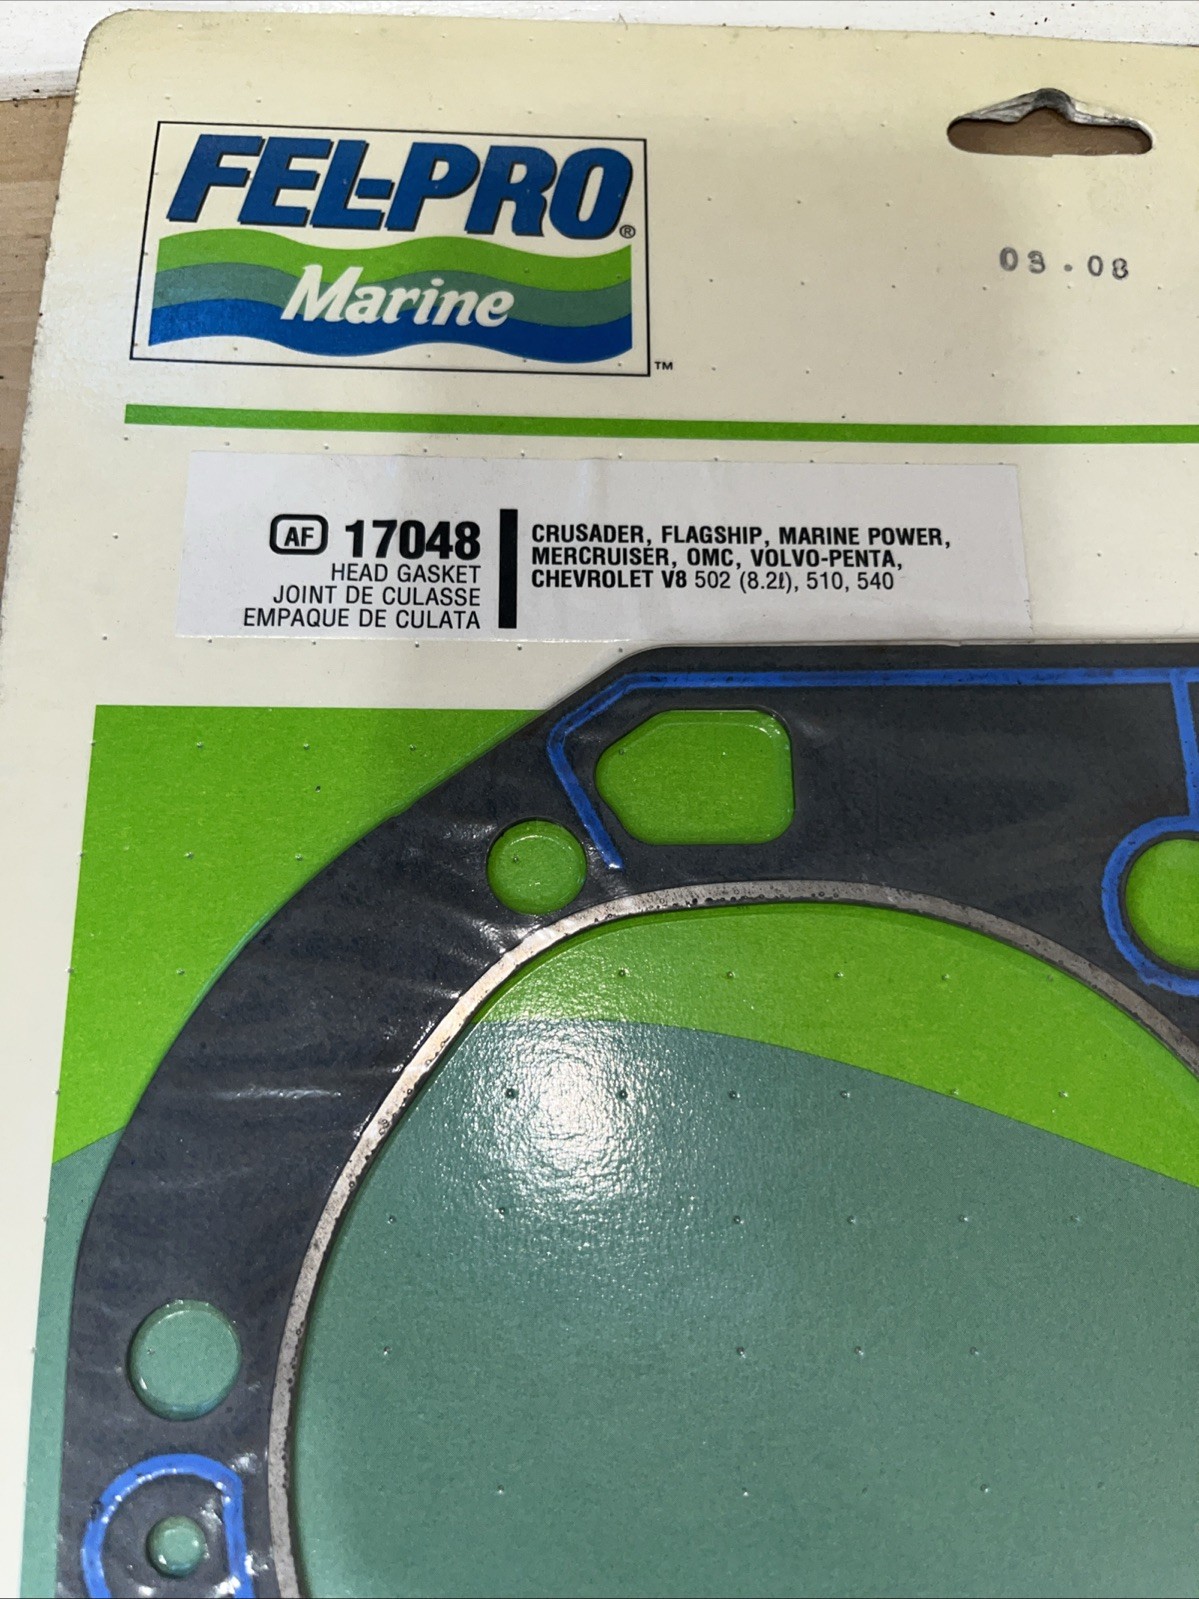 FEL-PRO®
Marine
™
03.08
AF 17048
HEAD GASKET
JOINT DE CULASSE
EMPAQUE DE CULATA
CRUSADER, FLAGSHIP, MARINE POWER,
MERCRUISER, OMC, VOLVO-PENTA,
CHEVROLET V8 502 (8.2ℓ), 510, 540